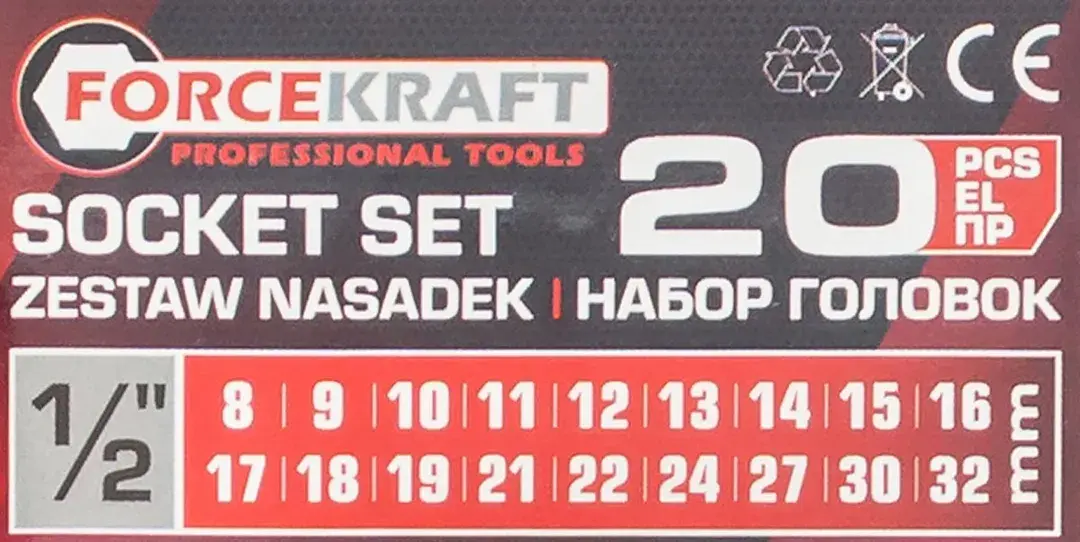 FORCEKRAFT
PROFESSIONAL TOOLS
CE
SOCKET SET
20 PCS
EL
ПР
ZESTAW NASADEK | НАБОР ГОЛОВОК
1/2"
8 | 9 | 10 | 11 | 12 | 13 | 14 | 15 | 16
17 | 18 | 19 | 21 | 22 | 24 | 27 | 30 | 32
mm